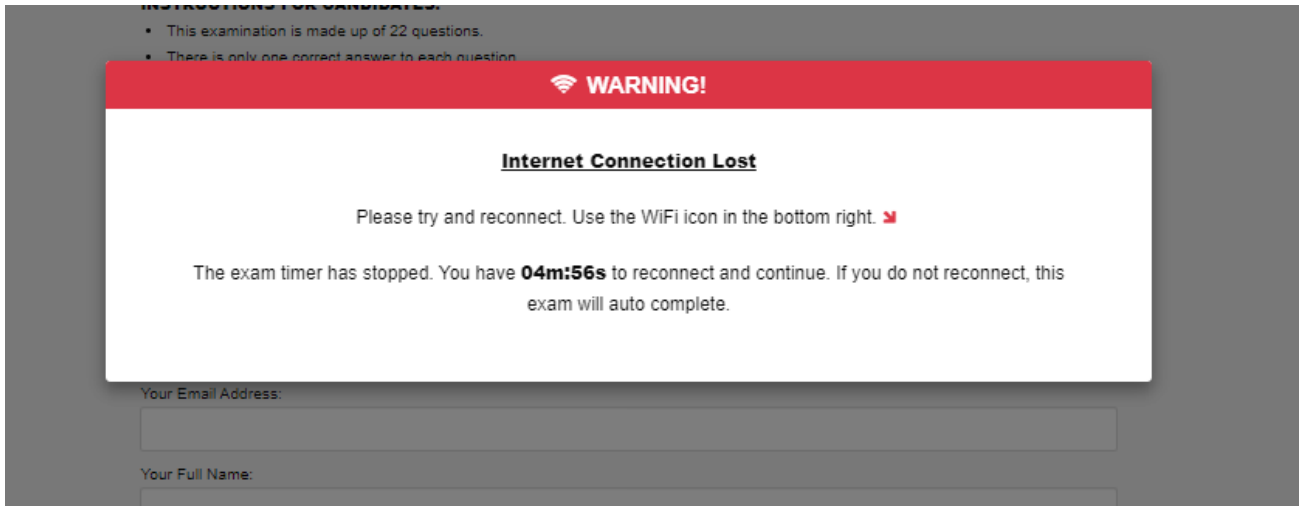 INSTRUCTIONS FOR CANDIDATES:
• This examination is made up of 22 questions.
• There is only one correct answer to each question
WARNING!
Internet Connection Lost
Please try and reconnect. Use the WiFi icon in the bottom right.
The exam timer has stopped. You have 04m:56s to reconnect and continue. If you do not reconnect, this
exam will auto complete.
Your Email Address:
Your Full Name: